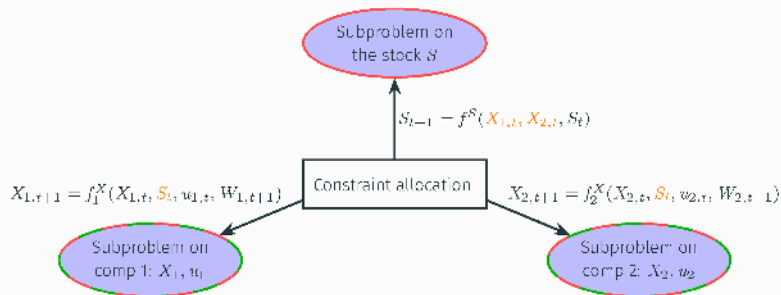 Subproblem on
the stock S
S_{t+1} = f^S(X_{1,t}, X_{2,t}, S_t)
X_{1,t+1} = f_1^X(X_{1,t}, S_t, u_{1,t}, W_{1,t+1})
Constraint allocation
X_{2,t+1} = f_2^X(X_{2,t}, S_t, u_{2,t}, W_{2,t+1})
Subproblem on
comp 1: X_1, u_1
Subproblem on
comp 2: X_2, u_2